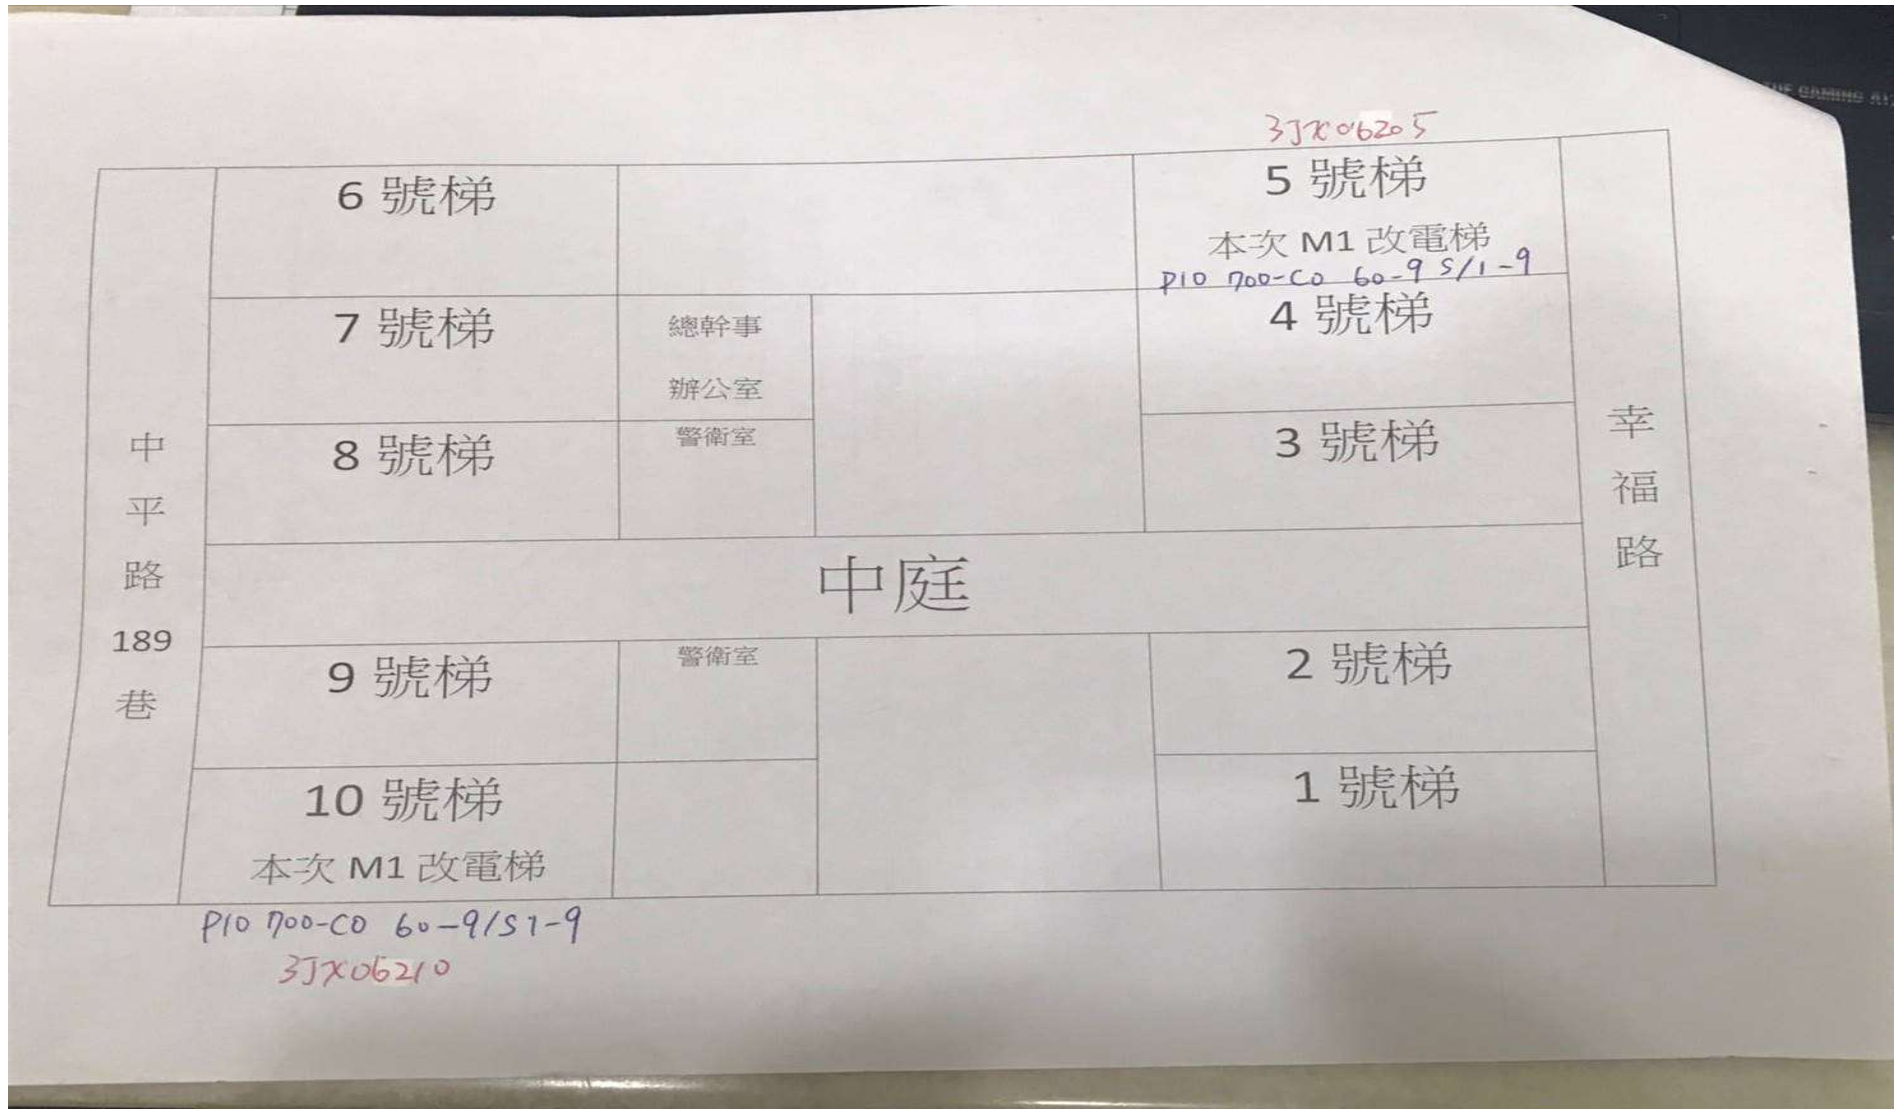 3JX06205
6 號梯
5 號梯
本次 M1 改電梯
P10 700-CO 60-9 S/1-9
7 號梯
總幹事
辦公室
4 號梯
8 號梯
警衛室
3 號梯
中平路189巷
幸福路
中庭
9 號梯
警衛室
2 號梯
10 號梯
本次 M1 改電梯
1 號梯
P10 700-CO 60-9/S1-9
3JX06210